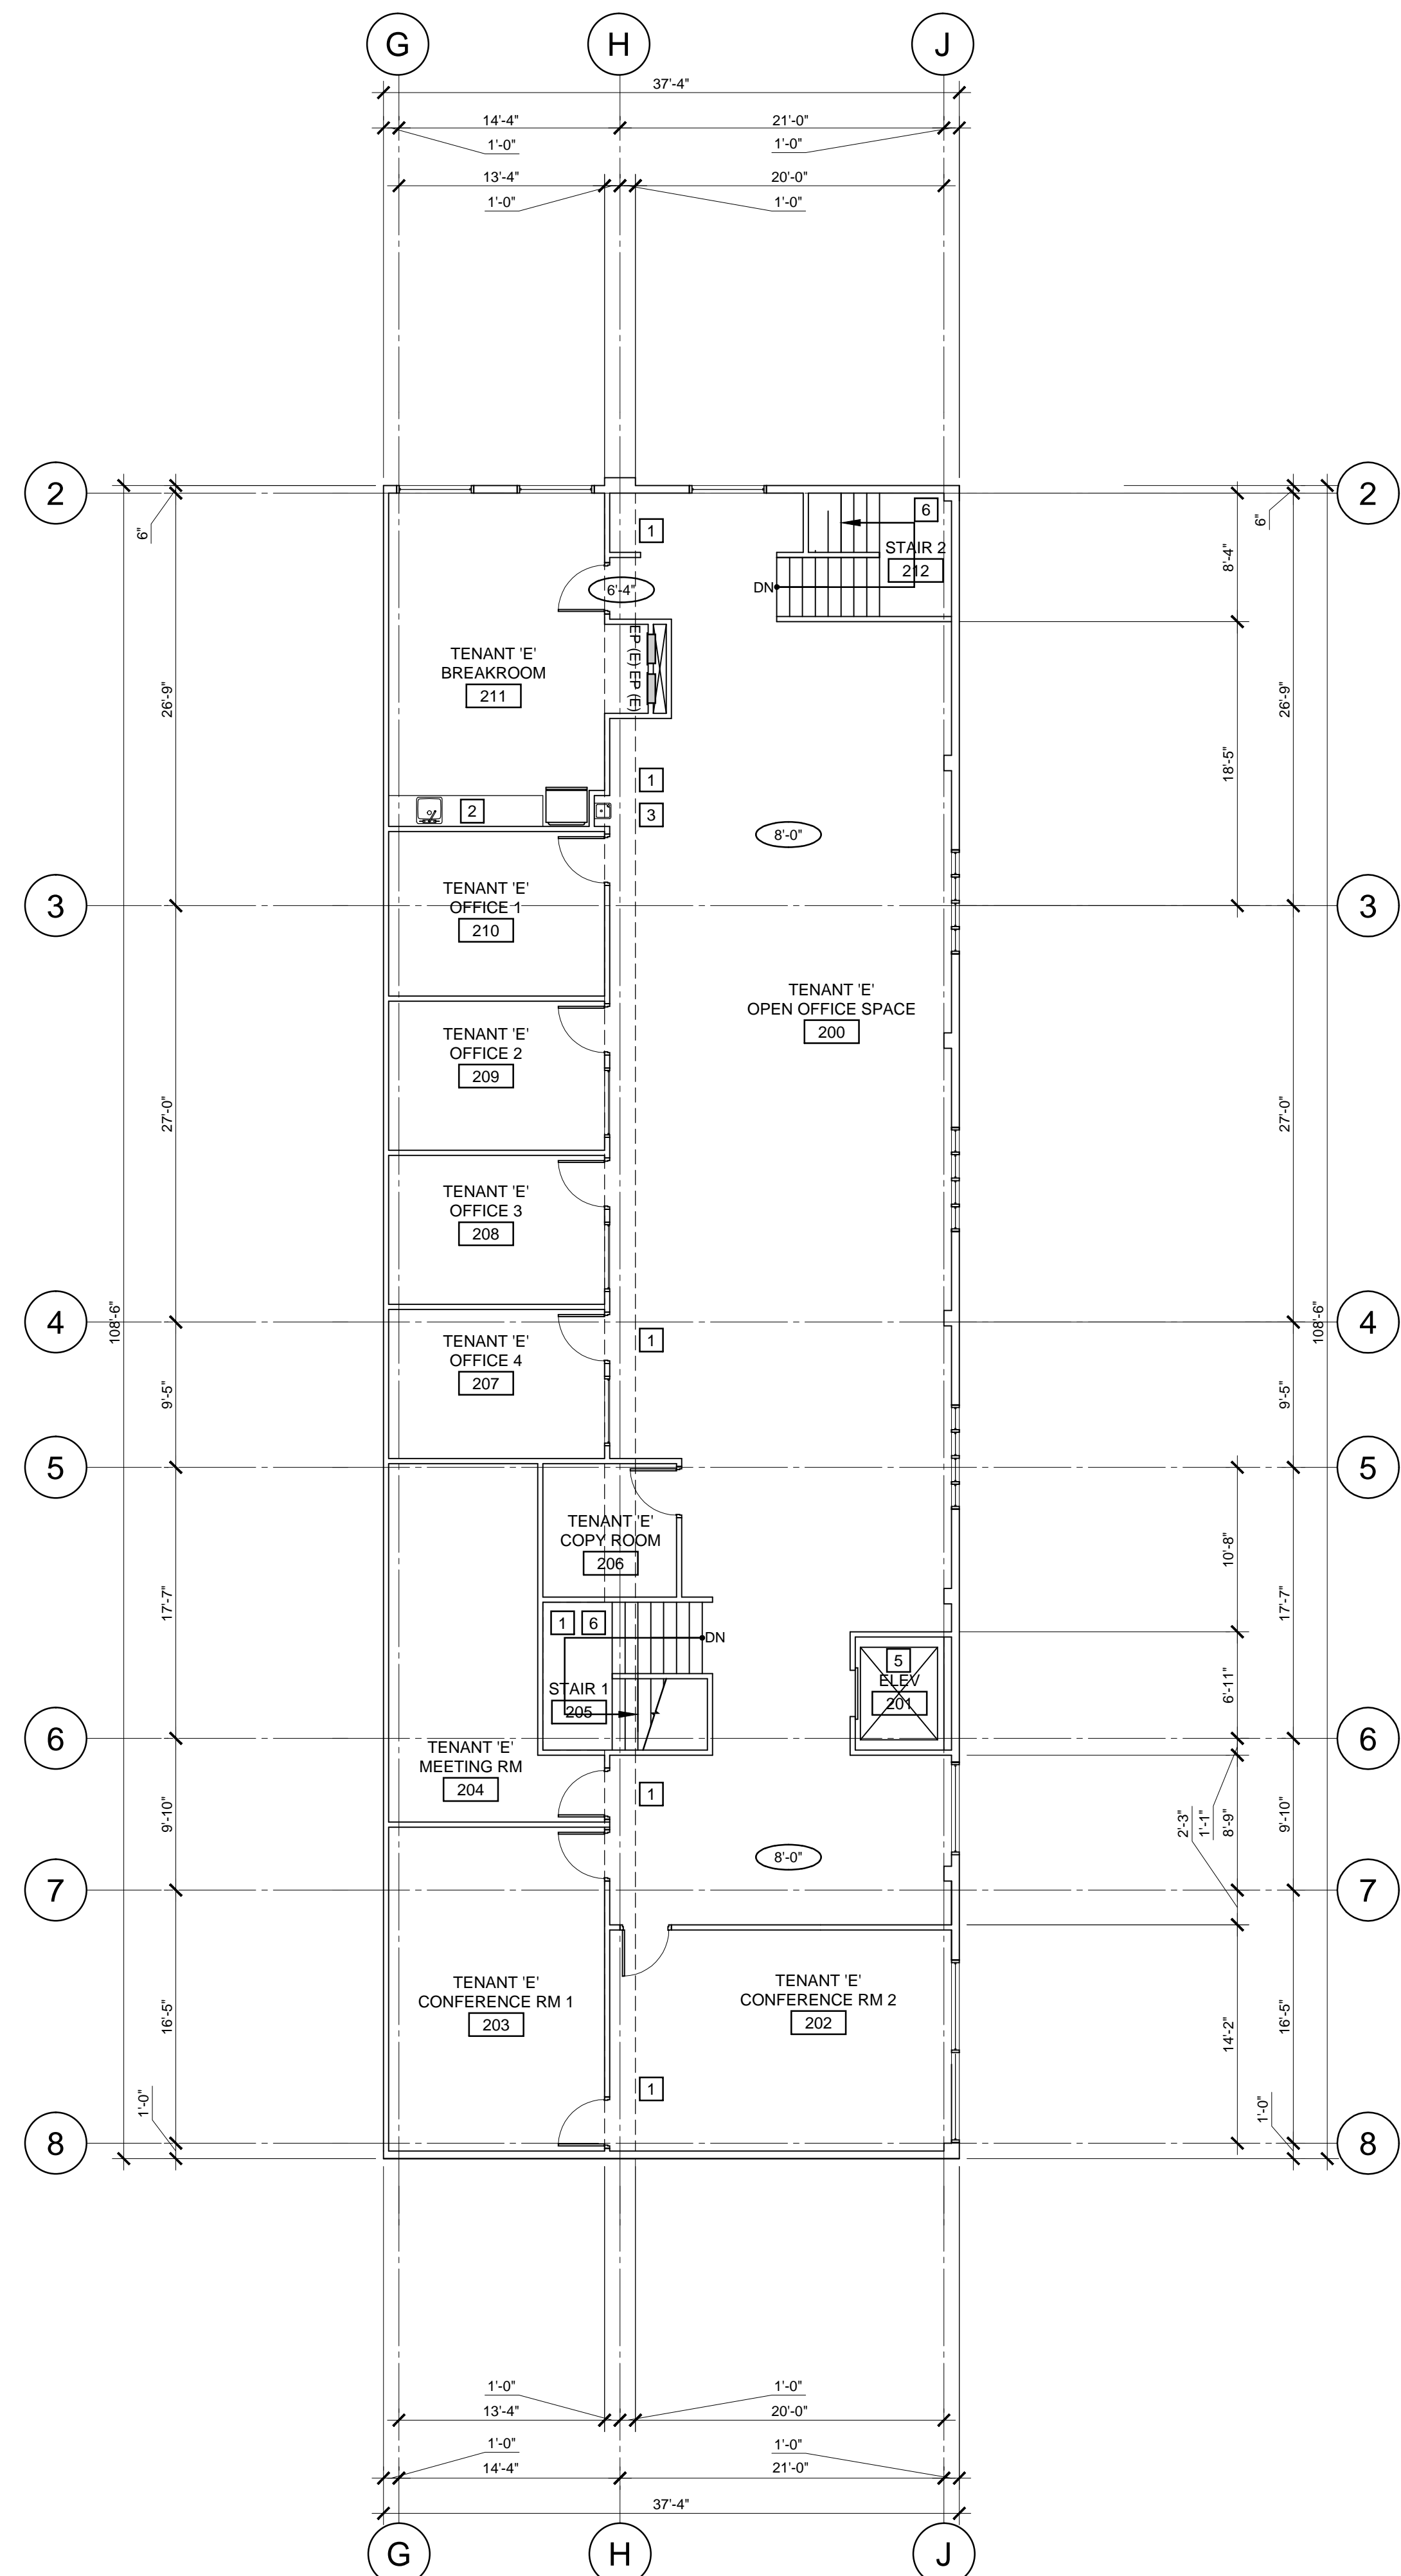 G
H
J
37'-4"
14'-4"
21'-0"
1'-0"
1'-0"
13'-4"
20'-0"
1'-0"
1'-0"
2
2
6"
6"
1
6
STAIR 2
212
8'-4"
DN
6'-4"
EP (E)
EP (E)
TENANT 'E'
BREAKROOM
211
26'-9"
26'-9"
18'-5"
1
2
3
8'-0"
TENANT 'E'
OFFICE 1
210
3
3
TENANT 'E'
OPEN OFFICE SPACE
200
TENANT 'E'
OFFICE 2
209
27'-0"
27'-0"
TENANT 'E'
OFFICE 3
208
4
4
108'-6"
108'-6"
1
TENANT 'E'
OFFICE 4
207
9'-5"
9'-5"
5
5
TENANT 'E'
COPY ROOM
206
10'-8"
17'-7"
17'-7"
1
6
DN
5
ELEV
201
6'-11"
STAIR 1
205
6
6
TENANT 'E'
MEETING RM
204
1
9'-10"
2'-3"
1'-1"
8'-9"
9'-10"
8'-0"
7
7
TENANT 'E'
CONFERENCE RM 1
203
TENANT 'E'
CONFERENCE RM 2
202
16'-5"
14'-2"
16'-5"
1
1'-0"
1'-0"
8
8
1'-0"
1'-0"
13'-4"
20'-0"
1'-0"
1'-0"
14'-4"
21'-0"
37'-4"
G
H
J